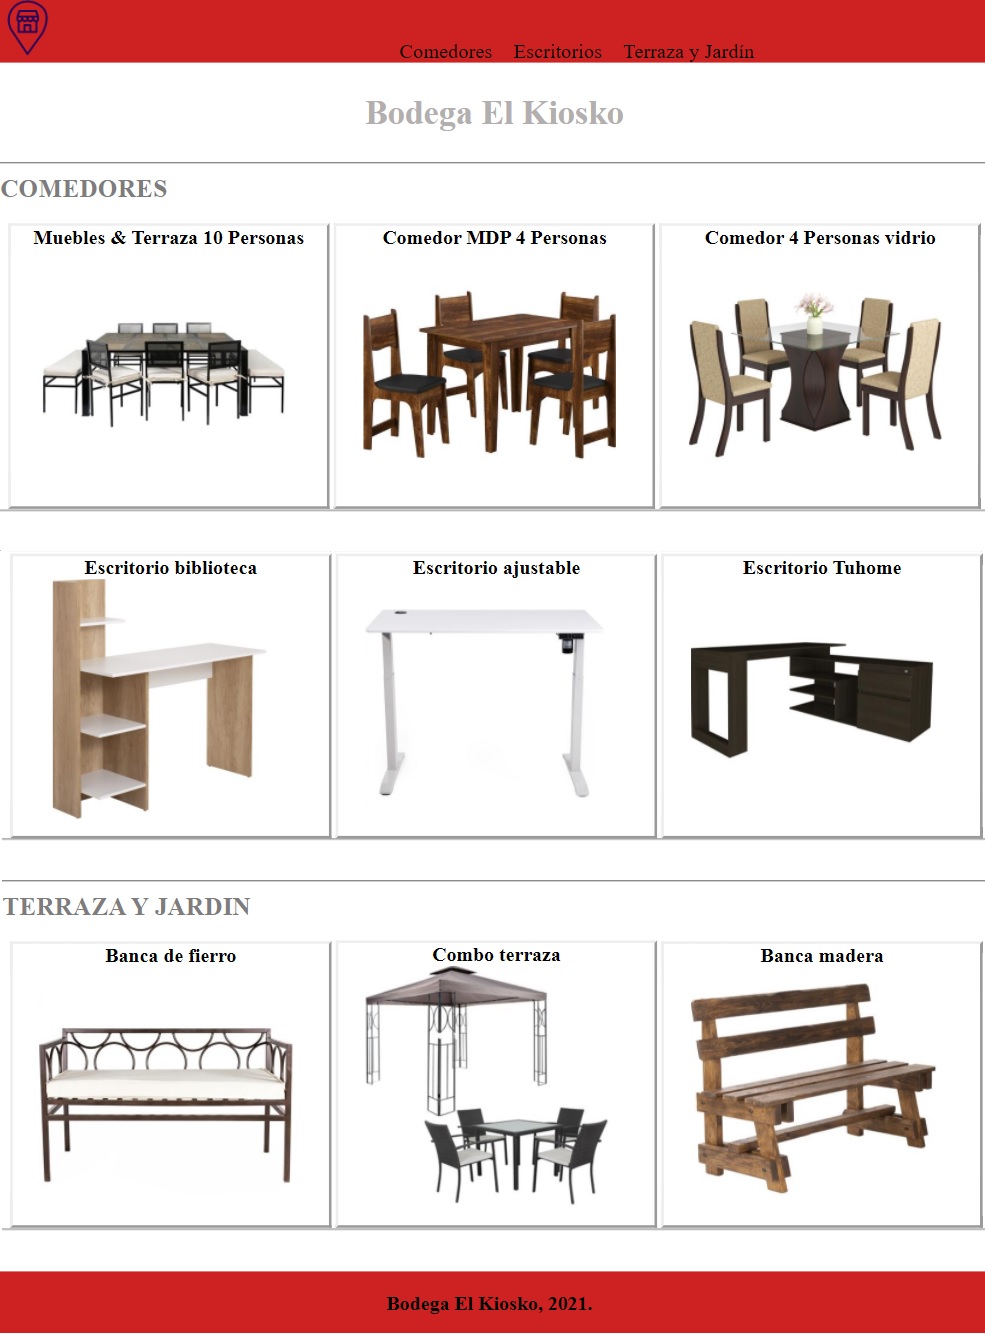 Comedores Escritorios Terraza y Jardín
Bodega El Kiosko
COMEDORES
Muebles & Terraza 10 Personas
Comedor MDP 4 Personas
Comedor 4 Personas vidrio
Escritorio biblioteca
Escritorio ajustable
Escritorio Tuhome
TERRAZA Y JARDIN
Banca de fierro
Combo terraza
Banca madera
Bodega El Kiosko, 2021.